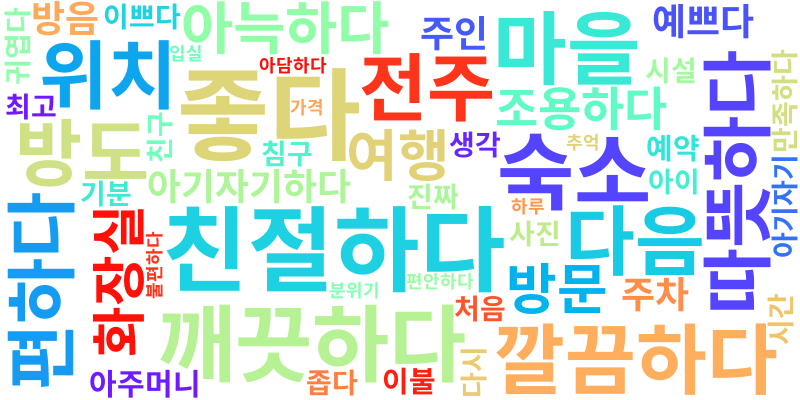 귀엽다
방음
이쁘다
아늑하다
입실
주인
마을
예쁘다
위치
최고
좋다
아담하다
가격
전주
조용하다
시설
만족하다
방도
친구
침구
여행
생각
숙소
추억
예약
따뜻하다
기분
아기자기하다
진짜
하루
아이
아기자기
편하다
화장실
불편하다
친절하다
다음
사진
분위기
편안하다
방문
처음
주차
시간
깨끗하다
다시
깔끔하다
아주머니
좁다
이불